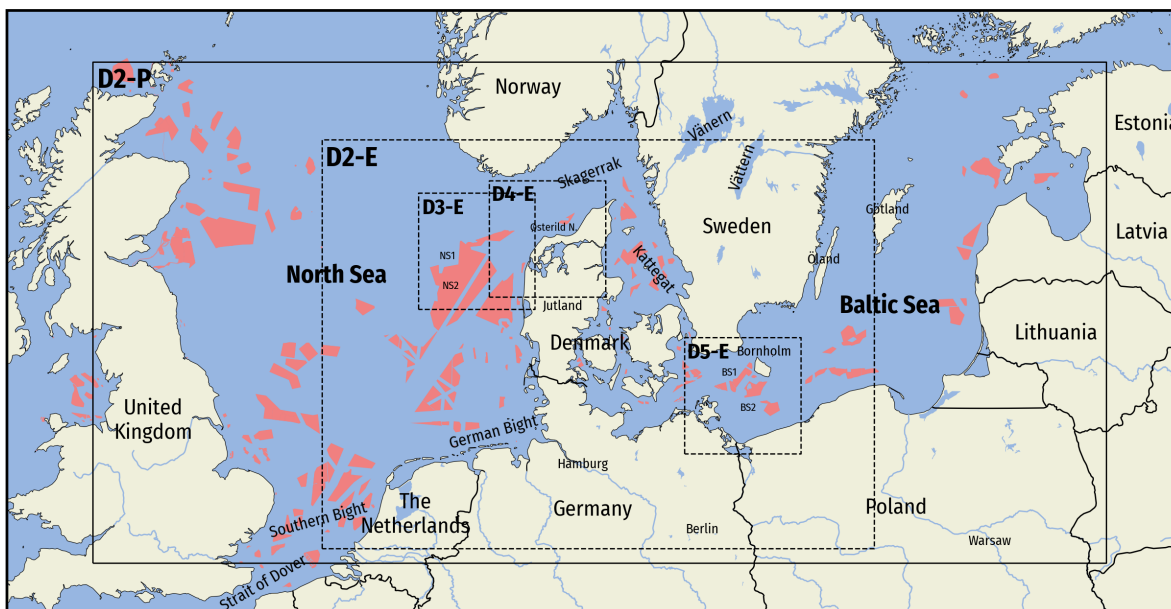 D2-P
Norway
Estonia
Vänern
D2-E
Vättern
Skagerrak
D4-E
D3-E
Götland
Østerild N.
Sweden
Latvia
NS1
Kattegat
Öland
North Sea
NS2
Baltic Sea
Jutland
Lithuania
Denmark
D5-E
Bornholm
BS1
United
Kingdom
BS2
German Bight
Hamburg
The
Netherlands
Germany
Poland
Southern Bight
Berlin
Warsaw
Strait of Dover